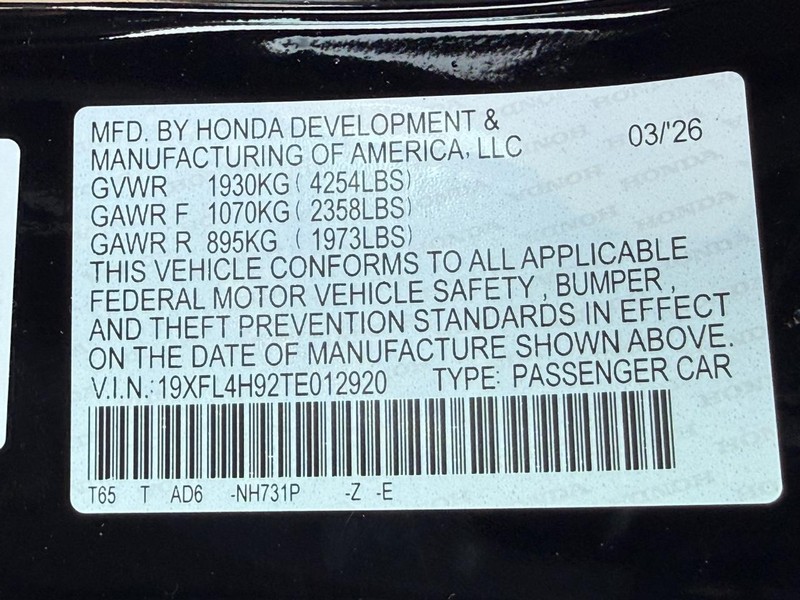 MFD. BY HONDA DEVELOPMENT &
MANUFACTURING OF AMERICA, LLC 03/'26
GVWR 1930KG ( 4254LBS)
GAWR F 1070KG ( 2358LBS)
GAWR R 895KG ( 1973LBS)
THIS VEHICLE CONFORMS TO ALL APPLICABLE
FEDERAL MOTOR VEHICLE SAFETY , BUMPER ,
AND THEFT PREVENTION STANDARDS IN EFFECT
ON THE DATE OF MANUFACTURE SHOWN ABOVE.
V.I.N.: 19XFL4H92TE012920 TYPE: PASSENGER CAR
T65 T AD6 -NH731P -Z -E